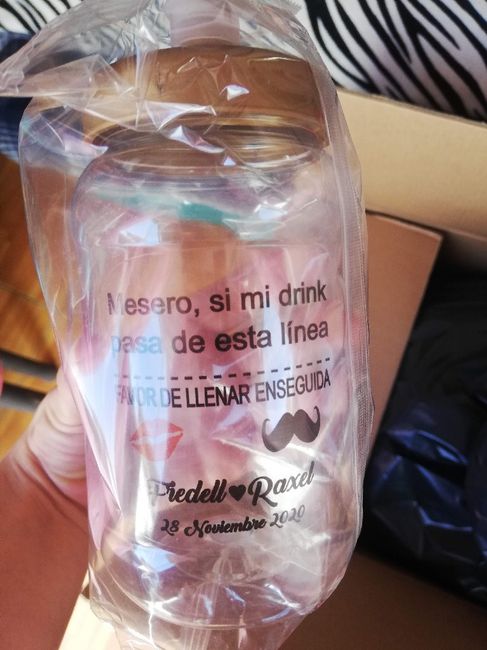 Mesero, si mi drink
pasa de esta línea
FAVOR DE LLENAR ENSEGUIDA
Fredell Raxel
28 Noviembre 2020